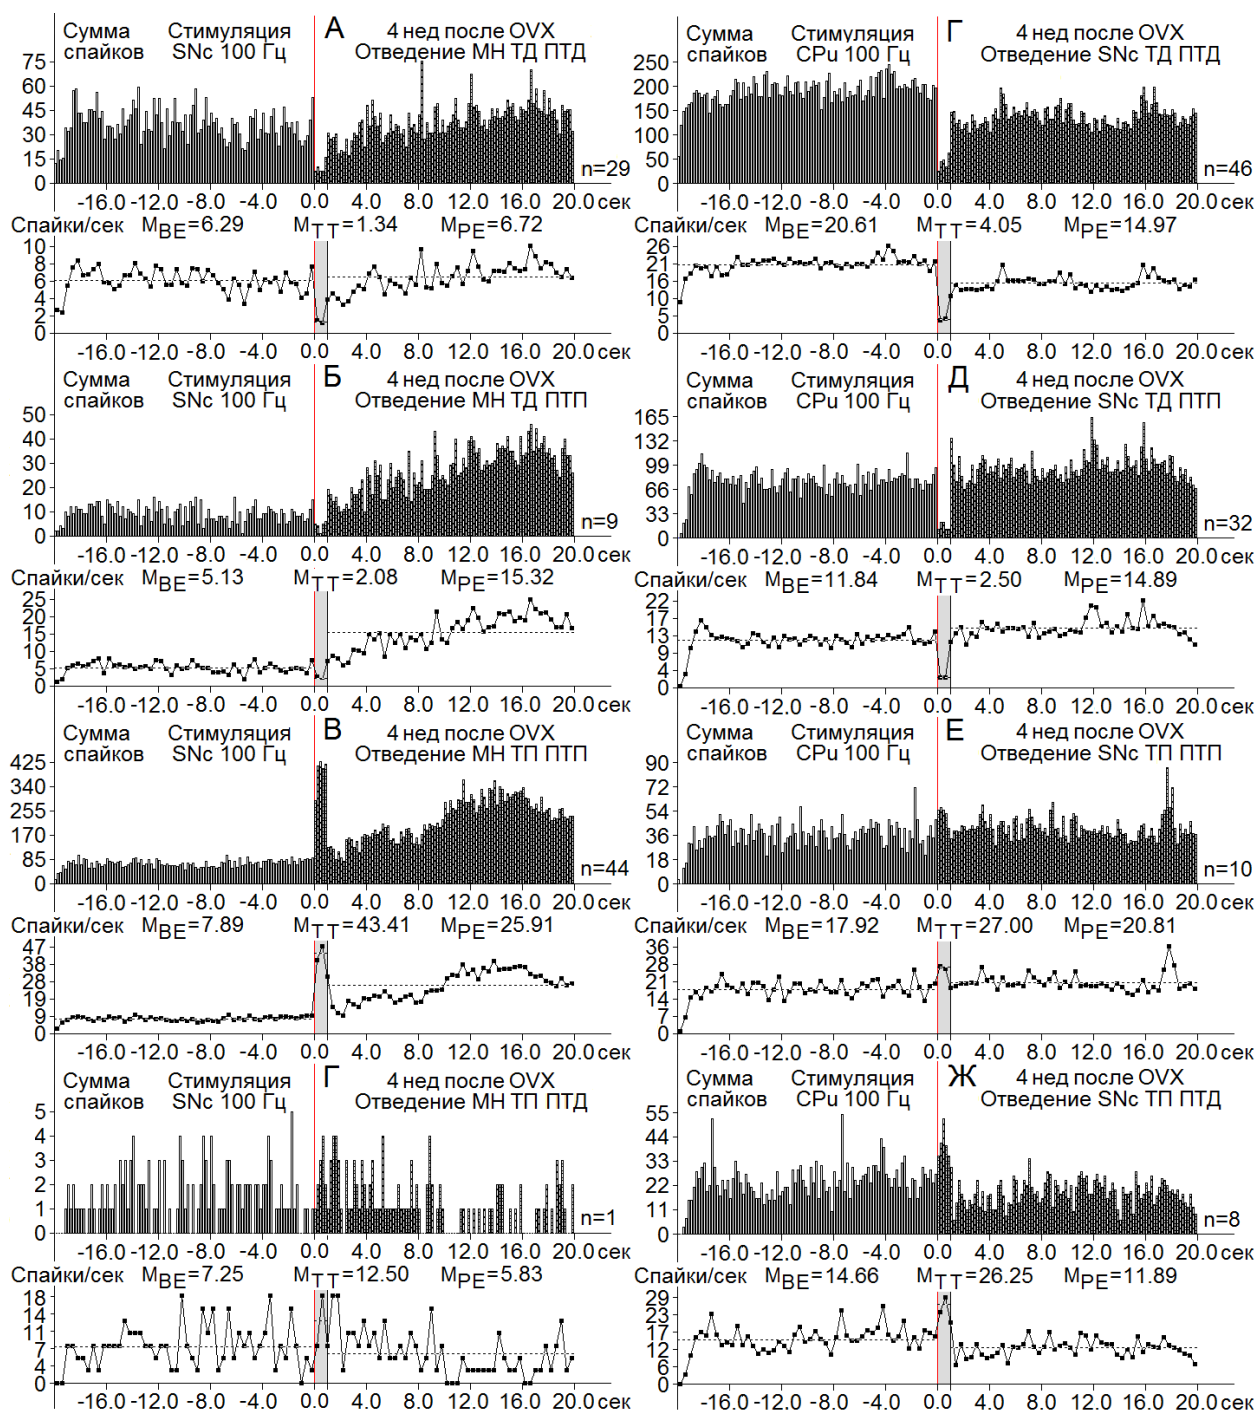 А
Сумма Стимуляция 4 нед после OVX
спайков SNc 100 Гц Отведение МН ТД ПТД
75
60
45
30
15
0
n=29
-16.0 -12.0 -8.0 -4.0 0.0 4.0 8.0 12.0 16.0 20.0 сек
Спайки/сек MBE=6.29 MTT=1.34 MPE=6.72
10
8
6
4
2
0
-16.0 -12.0 -8.0 -4.0 0.0 4.0 8.0 12.0 16.0 20.0 сек
Б
Сумма Стимуляция 4 нед после OVX
спайков SNc 100 Гц Отведение МН ТД ПТП
50
40
30
20
10
0
n=9
-16.0 -12.0 -8.0 -4.0 0.0 4.0 8.0 12.0 16.0 20.0 сек
Спайки/сек MBE=5.13 MTT=2.08 MPE=15.32
25
20
15
10
5
0
-16.0 -12.0 -8.0 -4.0 0.0 4.0 8.0 12.0 16.0 20.0 сек
В
Сумма Стимуляция 4 нед после OVX
спайков SNc 100 Гц Отведение МН ТП ПТП
425
340
255
170
85
0
n=44
-16.0 -12.0 -8.0 -4.0 0.0 4.0 8.0 12.0 16.0 20.0 сек
Спайки/сек MBE=7.89 MTT=43.41 MPE=25.91
47
38
28
19
9
0
-16.0 -12.0 -8.0 -4.0 0.0 4.0 8.0 12.0 16.0 20.0 сек
Г
Сумма Стимуляция 4 нед после OVX
спайков SNc 100 Гц Отведение МН ТП ПТД
5
4
3
2
1
0
n=1
-16.0 -12.0 -8.0 -4.0 0.0 4.0 8.0 12.0 16.0 20.0 сек
Спайки/сек MBE=7.25 MTT=12.50 MPE=5.83
18
14
11
7
4
0
-16.0 -12.0 -8.0 -4.0 0.0 4.0 8.0 12.0 16.0 20.0 сек
Г
Сумма Стимуляция 4 нед после OVX
спайков CPu 100 Гц Отведение SNc ТД ПТД
250
200
150
100
50
0
n=46
-16.0 -12.0 -8.0 -4.0 0.0 4.0 8.0 12.0 16.0 20.0 сек
Спайки/сек MBE=20.61 MTT=4.05 MPE=14.97
26
21
16
10
5
0
-16.0 -12.0 -8.0 -4.0 0.0 4.0 8.0 12.0 16.0 20.0 сек
Д
Сумма Стимуляция 4 нед после OVX
спайков CPu 100 Гц Отведение SNc ТД ПТП
165
132
99
66
33
0
n=32
-16.0 -12.0 -8.0 -4.0 0.0 4.0 8.0 12.0 16.0 20.0 сек
Спайки/сек MBE=11.84 MTT=2.50 MPE=14.89
22
18
13
9
4
0
-16.0 -12.0 -8.0 -4.0 0.0 4.0 8.0 12.0 16.0 20.0 сек
Е
Сумма Стимуляция 4 нед после OVX
спайков CPu 100 Гц Отведение SNc ТП ПТП
90
72
54
36
18
0
n=10
-16.0 -12.0 -8.0 -4.0 0.0 4.0 8.0 12.0 16.0 20.0 сек
Спайки/сек MBE=17.92 MTT=27.00 MPE=20.81
36
29
21
14
7
0
-16.0 -12.0 -8.0 -4.0 0.0 4.0 8.0 12.0 16.0 20.0 сек
Ж
Сумма Стимуляция 4 нед после OVX
спайков CPu 100 Гц Отведение SNc ТП ПТД
55
44
33
22
11
0
n=8
-16.0 -12.0 -8.0 -4.0 0.0 4.0 8.0 12.0 16.0 20.0 сек
Спайки/сек MBE=14.66 MTT=26.25 MPE=11.89
29
23
17
12
6
0
-16.0 -12.0 -8.0 -4.0 0.0 4.0 8.0 12.0 16.0 20.0 сек